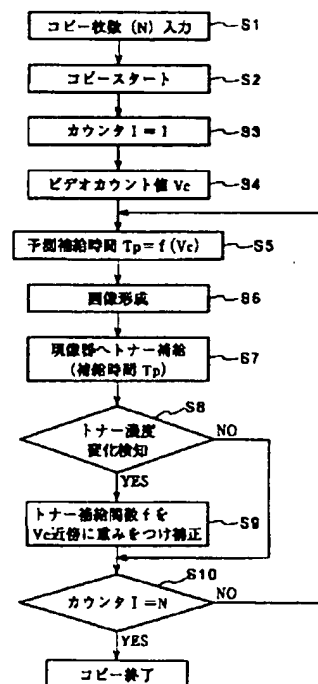 コピー枚数 (N) 入力 S1
コピースタート S2
カウンタ I = 1 S3
ビデオカウント値 Vc S4
予測補給時間 Tp = f (Vc) S5
画像形成 S6
現像器へトナー補給 S7
(補給時間 Tp)
S8
トナー濃度
変化検知
NO
YES
トナー補給関数 f を
Vc近傍に重みをつけ補正 S9
S10
カウンタ I = N
NO
YES
コピー終了